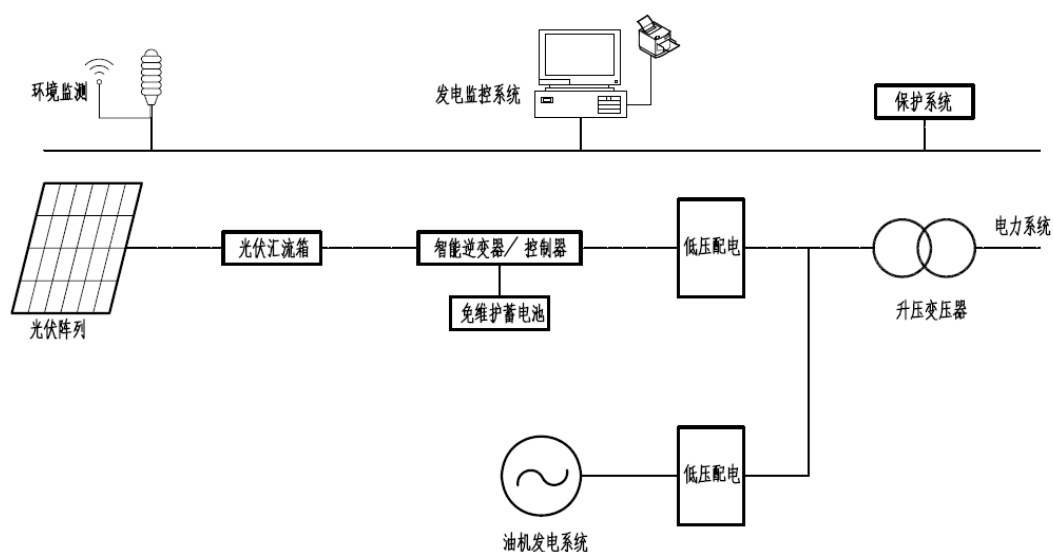 环境监测
发电监控系统
保护系统
光伏阵列
光伏汇流箱
智能逆变器/ 控制器
免维护蓄电池
低压配电
升压变压器
电力系统
油机发电系统
低压配电